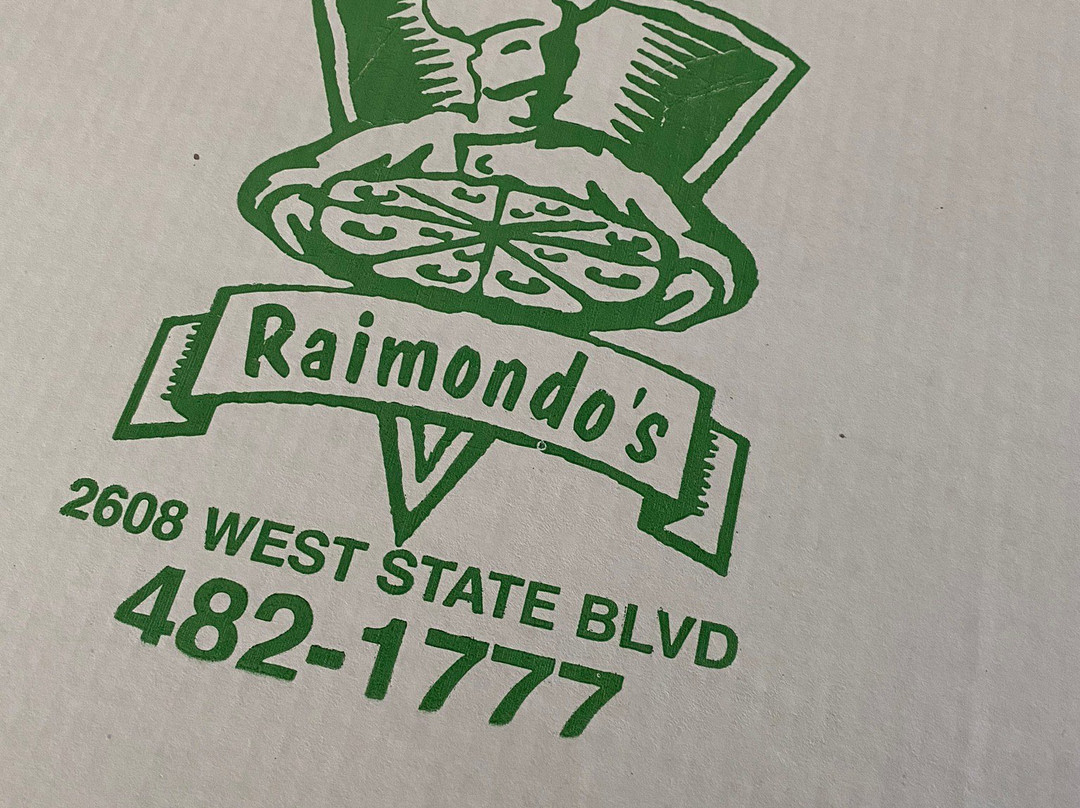 Raimondo's
2608 WEST STATE BLVD
482-1777